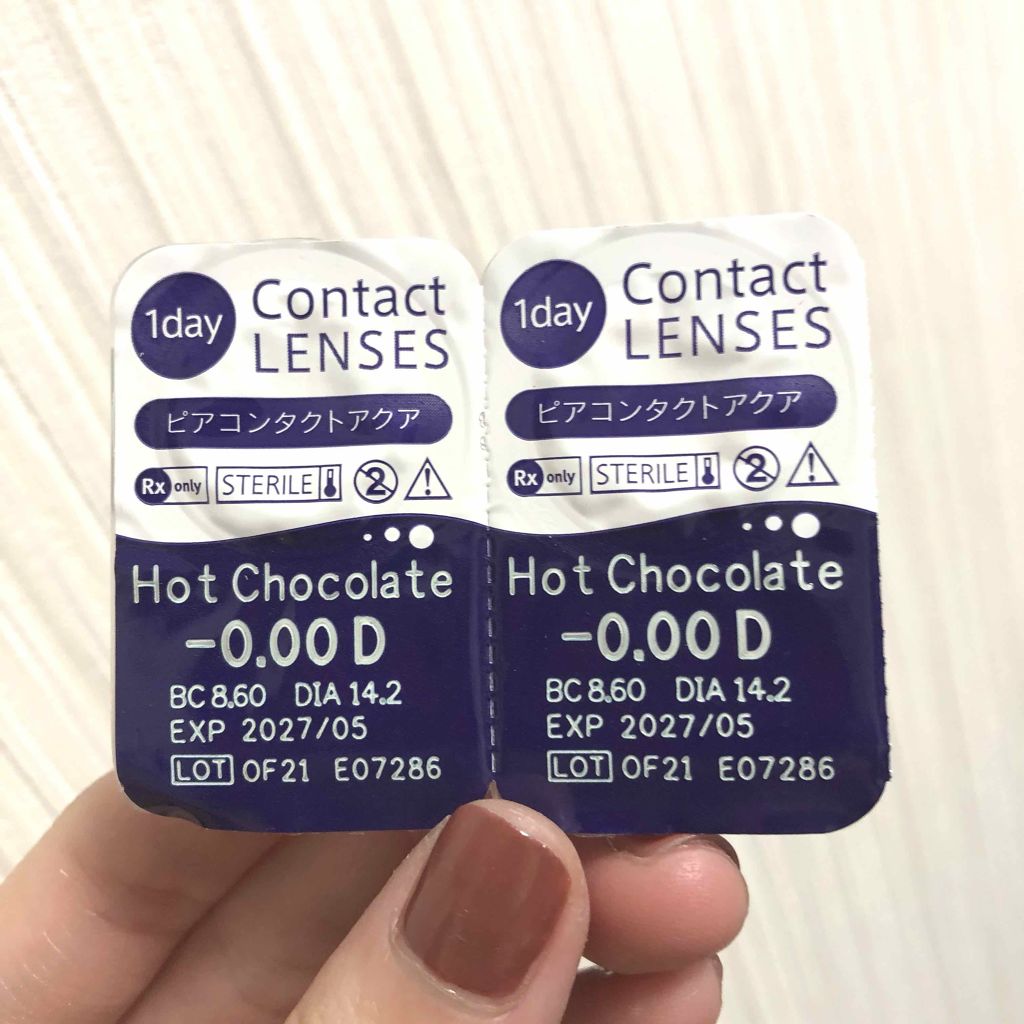 1day
Contact
LENSES
ピアコンタクトアクア
Rx only STERILE 2
Hot Chocolate
-0.00 D
BC 8.60 DIA 14.2
EXP 2027/05
LOT OF21 E07286
1day
Contact
LENSES
ピアコンタクトアクア
Rx only STERILE 2
Hot Chocolate
-0.00 D
BC 8.60 DIA 14.2
EXP 2027/05
LOT OF21 E07286